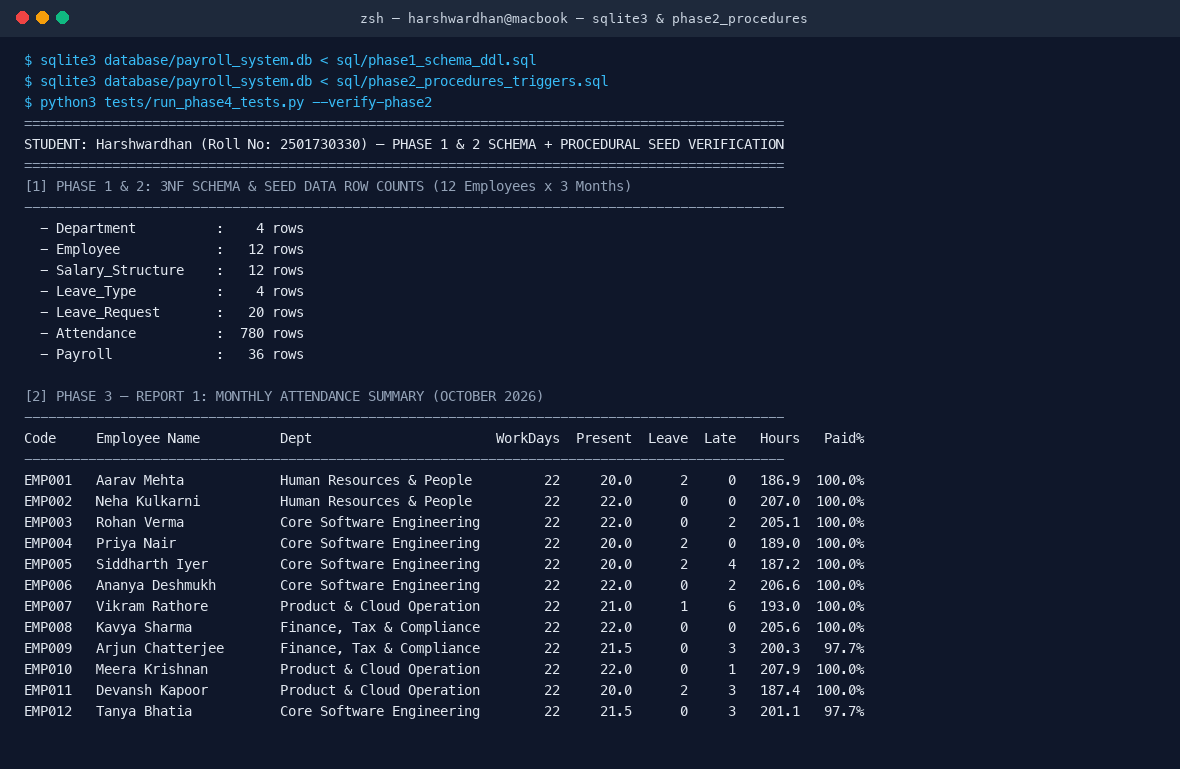 zsh — harshwardhan@macbook — sqlite3 & phase2_procedures
$ sqlite3 database/payroll_system.db < sql/phase1_schema_ddl.sql
$ sqlite3 database/payroll_system.db < sql/phase2_procedures_triggers.sql
$ python3 tests/run_phase4_tests.py --verify-phase2
===============================================================================================
STUDENT: Harshwardhan (Roll No: 2501730330) — PHASE 1 & 2 SCHEMA + PROCEDURAL SEED VERIFICATION
===============================================================================================
[1] PHASE 1 & 2: 3NF SCHEMA & SEED DATA ROW COUNTS (12 Employees x 3 Months)
-----------------------------------------------------------------------------------------------
  - Department          :    4 rows
  - Employee            :   12 rows
  - Salary_Structure    :   12 rows
  - Leave_Type          :    4 rows
  - Leave_Request       :   20 rows
  - Attendance          :  780 rows
  - Payroll             :   36 rows
[2] PHASE 3 — REPORT 1: MONTHLY ATTENDANCE SUMMARY (OCTOBER 2026)
-----------------------------------------------------------------------------------------------
Code     Employee Name          Dept                       WorkDays  Present  Leave  Late   Hours   Paid%
-----------------------------------------------------------------------------------------------
EMP001   Aarav Mehta            Human Resources & People         22     20.0      2     0   186.9  100.0%
EMP002   Neha Kulkarni          Human Resources & People         22     22.0      0     0   207.0  100.0%
EMP003   Rohan Verma            Core Software Engineering        22     22.0      0     2   205.1  100.0%
EMP004   Priya Nair             Core Software Engineering        22     20.0      2     0   189.0  100.0%
EMP005   Siddharth Iyer         Core Software Engineering        22     20.0      2     4   187.2  100.0%
EMP006   Ananya Deshmukh        Core Software Engineering        22     22.0      0     2   206.6  100.0%
EMP007   Vikram Rathore         Product & Cloud Operation        22     21.0      1     6   193.0  100.0%
EMP008   Kavya Sharma           Finance, Tax & Compliance        22     22.0      0     0   205.6  100.0%
EMP009   Arjun Chatterjee       Finance, Tax & Compliance        22     21.5      0     3   200.3   97.7%
EMP010   Meera Krishnan         Product & Cloud Operation        22     22.0      0     1   207.9  100.0%
EMP011   Devansh Kapoor         Product & Cloud Operation        22     20.0      2     3   187.4  100.0%
EMP012   Tanya Bhatia           Core Software Engineering        22     21.5      0     3   201.1   97.7%